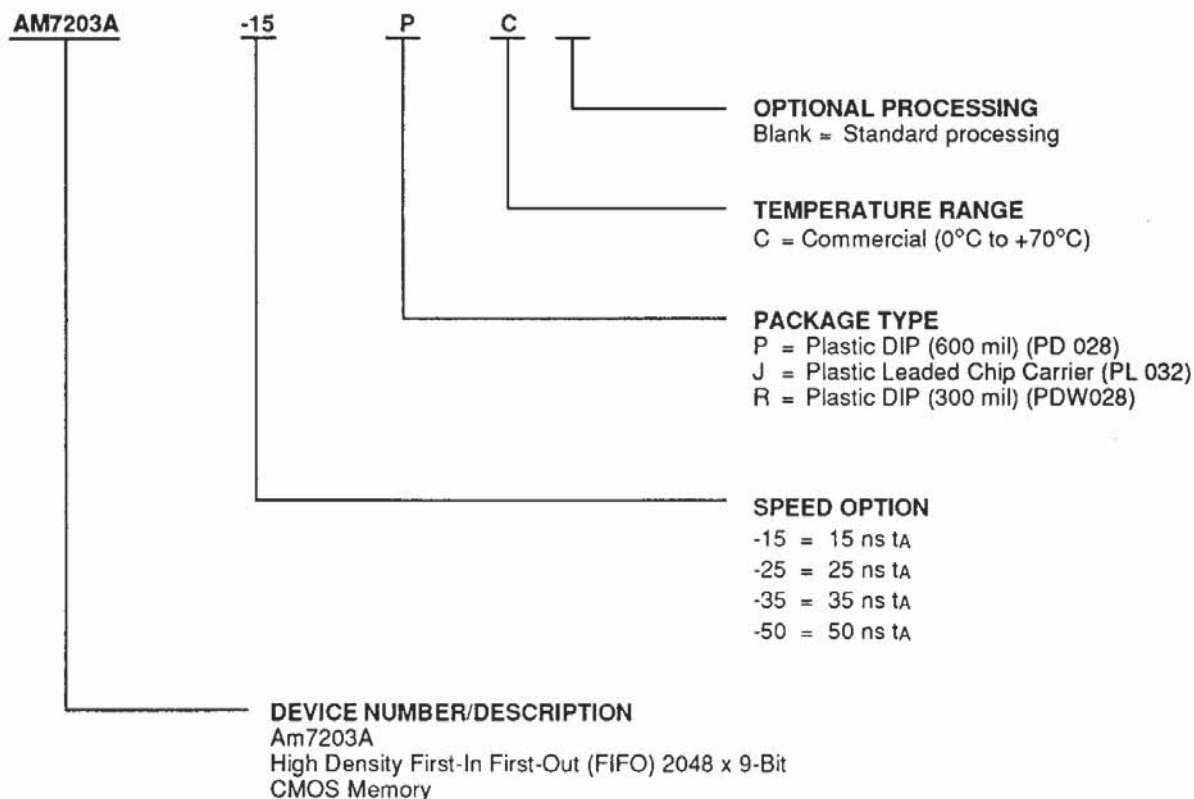 AM7203A -15 P C
OPTIONAL PROCESSING
Blank = Standard processing
TEMPERATURE RANGE
C = Commercial (0°C to +70°C)
PACKAGE TYPE
P = Plastic DIP (600 mil) (PD 028)
J = Plastic Leaded Chip Carrier (PL 032)
R = Plastic DIP (300 mil) (PDW028)
SPEED OPTION
-15 = 15 ns tA
-25 = 25 ns tA
-35 = 35 ns tA
-50 = 50 ns tA
DEVICE NUMBER/DESCRIPTION
Am7203A
High Density First-In First-Out (FIFO) 2048 x 9-Bit
CMOS Memory